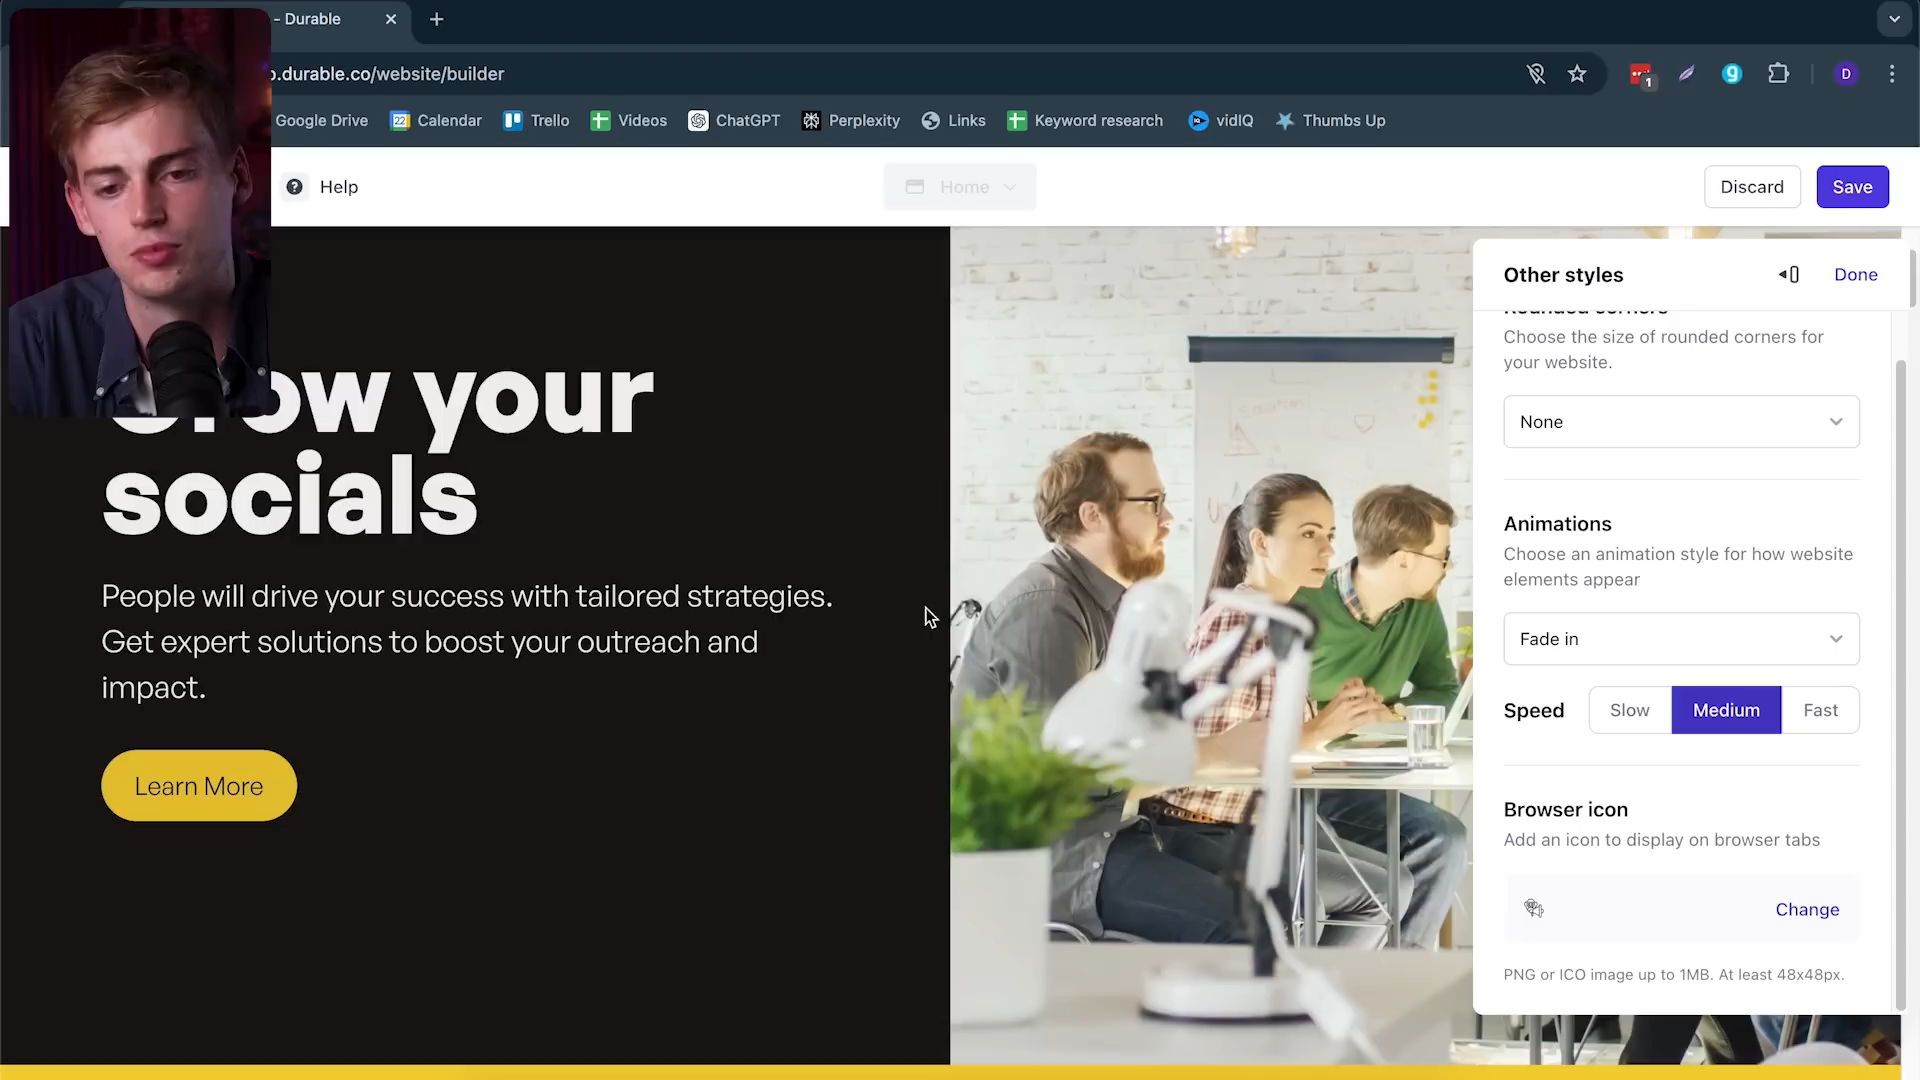 - Durable
o.durable.co/website/builder
1
D
Google Drive
22
Calendar
Trello
Videos
ChatGPT
Perplexity
Links
Keyword research
vidIQ
Thumbs Up
Help
Home
Discard
Save
your
socials
People will drive your success with tailored strategies.
Get expert solutions to boost your outreach and
impact.
Learn More
Other styles
Done
Rounded corners
Choose the size of rounded corners for
your website.
None
Animations
Choose an animation style for how website
elements appear
Fade in
Speed
Slow
Medium
Fast
Browser icon
Add an icon to display on browser tabs
Change
PNG or ICO image up to 1MB. At least 48x48px.